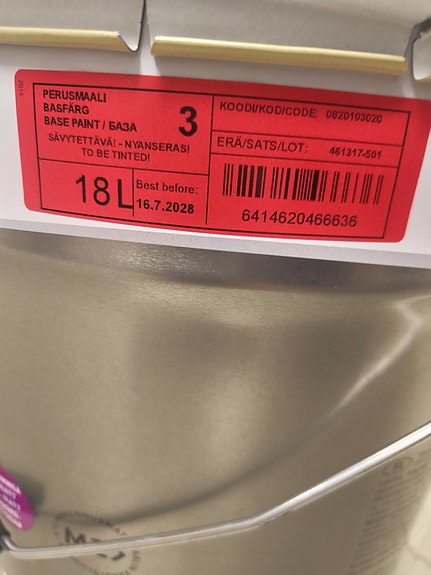 2015
PERUSMAALI
BASFÄRG
BASE PAINT / БАЗА
3
SÄVYTETTÄVÄ! - NYANSERAS!
TO BE TINTED!
18 L
Best before:
16.7.2028
KOODI/KOD/CODE: 0920103020
ERÄ/SATS/LOT: 461317-501
6414620466636